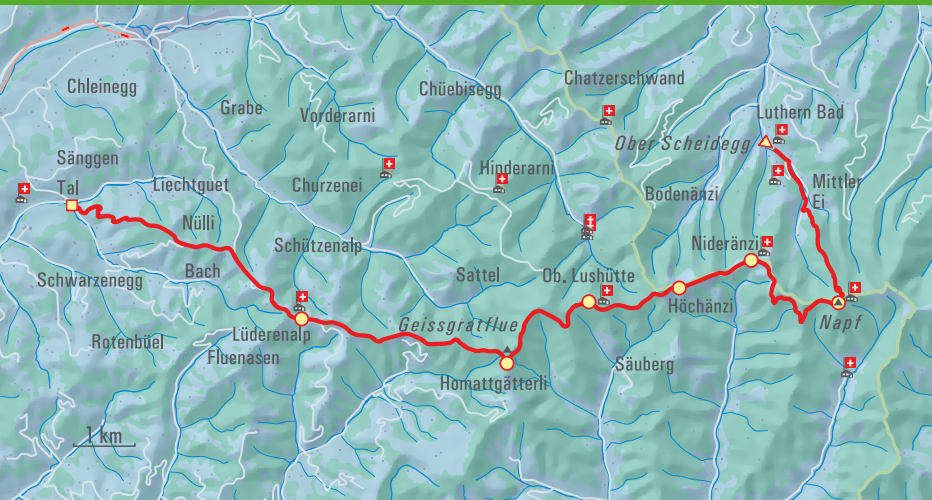 Chleinegg
Chatzerschwand
Chüebisegg
Grabe
Vorderarni
Luthern Bad
Ober Scheidegg
Sänggen
Hinderarni
Tal
Liechtguet
Churzenei
Mittler
Ei
Bodenänzi
Nülli
Schützenalp
Nideränzi
Bach
Sattel
Ob. Lushütte
Schwarzenegg
Höchänzi
Geissgratflue
Napf
Lüderenalp
Rotenbüel
Fluenasen
Säuberg
Homattgätterli
1 km